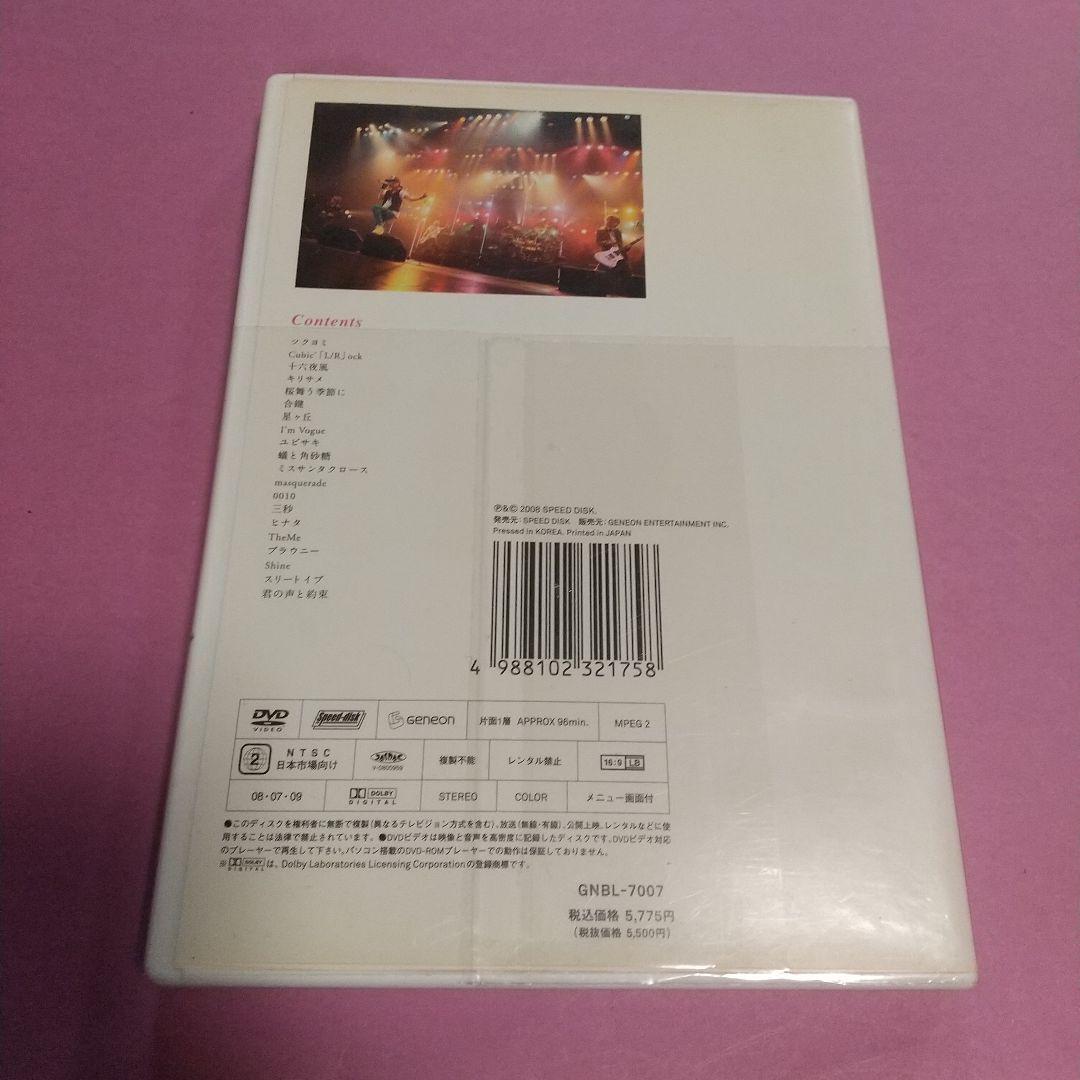 Contents
ツクヨミ
Cubic「L/R」ock
十六夜風
キリサメ
桜舞う季節に
合鍵
星ヶ丘
I'm Vogue
ユビサキ
蟻と角砂糖
ミスサンタクロース
masquerade
0010
三秒
ヒナタ
TheMe
ブラウニー
Shine
スリートイブ
君の声と約束
℗&© 2008 SPEED DISK.
発売元: SPEED DISK 販売元: GENEON ENTERTAINMENT INC.
Pressed in KOREA. Printed in JAPAN
4 988102 321758
DVD VIDEO Speed-disk Geneon 片面1層 APPROX 96min. MPEG 2
2 NTSC 日本市場向け V-0800959 複製不能 レンタル禁止 16:9 LB
08・07・09 DOLBY DIGITAL STEREO COLOR メニュー画面付
●このディスクを権利者に無断で複製(異なるテレビジョン方式を含む)、放送(無線・有線)、公開上映、レンタルなどに使
用することは法律で禁止されています。●DVDビデオは映像と音声を高密度に記録したディスクです。DVDビデオ対応
のプレーヤーで再生して下さい。パソコン搭載のDVD-ROMプレーヤーでの動作は保証しておりません。
※DOLBY DIGITALは、Dolby Laboratories Licensing Corporationの登録商標です。
GNBL-7007
税込価格 5,775円
(税抜価格 5,500円)